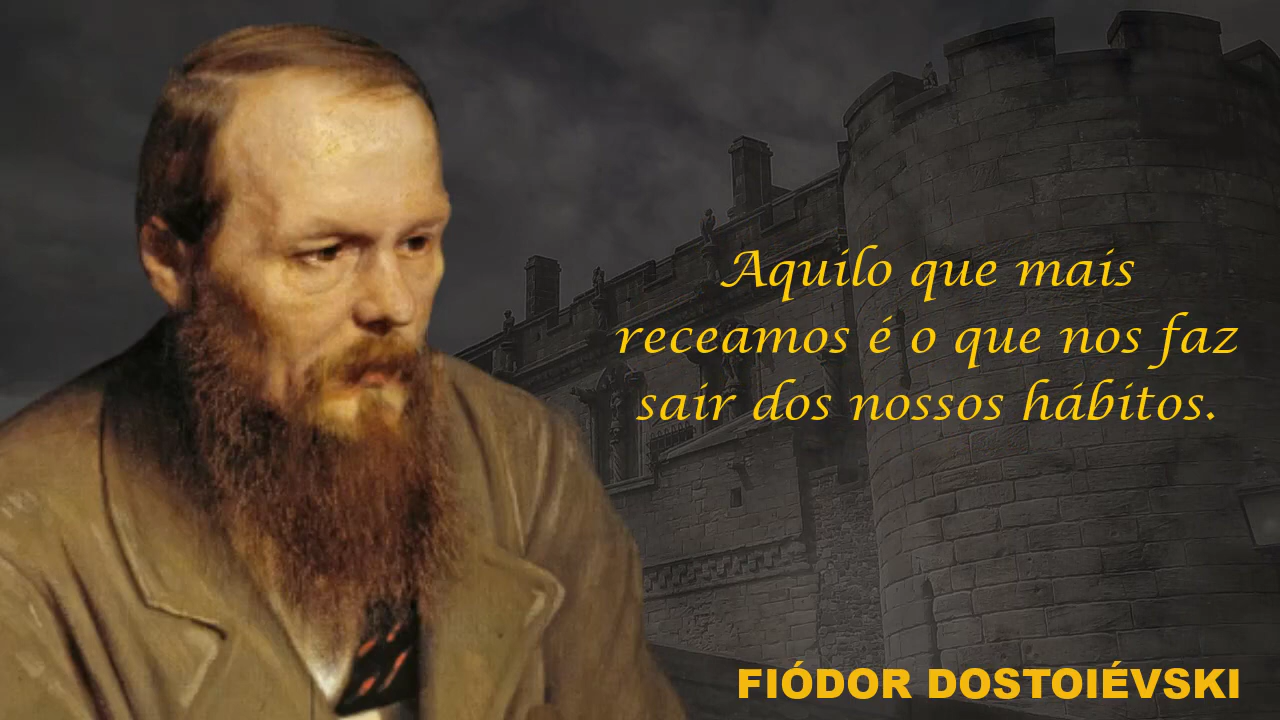 Aquilo que mais
receamos é o que nos faz
sair dos nossos hábitos.
FIÓDOR DOSTOIÉVSKI